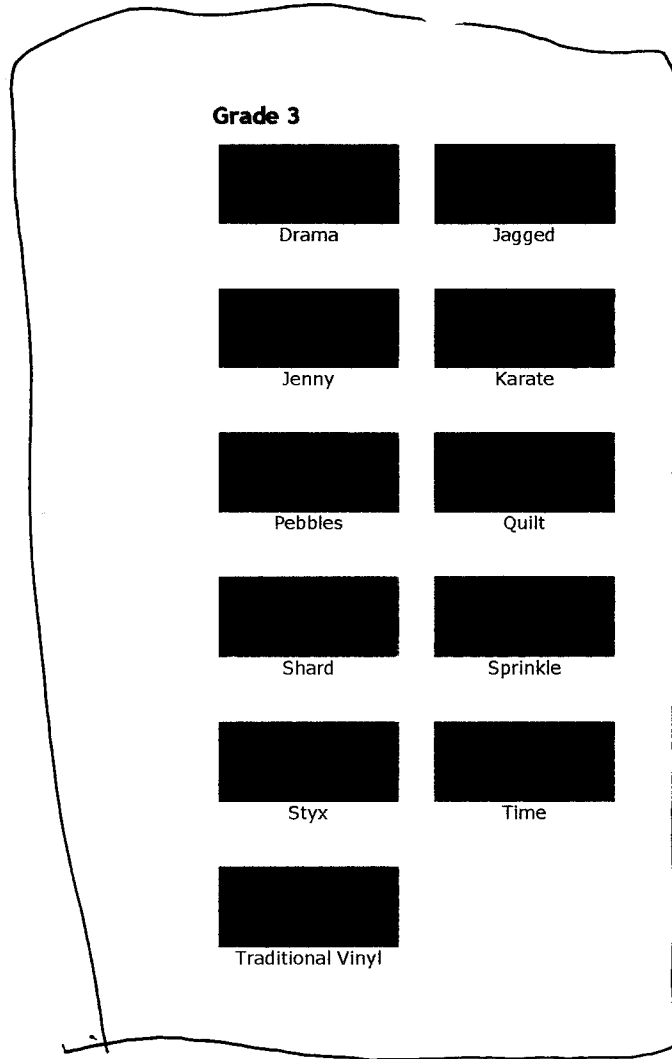 Grade 3
Drama Jagged
Jenny Karate
Pebbles Quilt
Shard Sprinkle
Styx Time
Traditional Vinyl